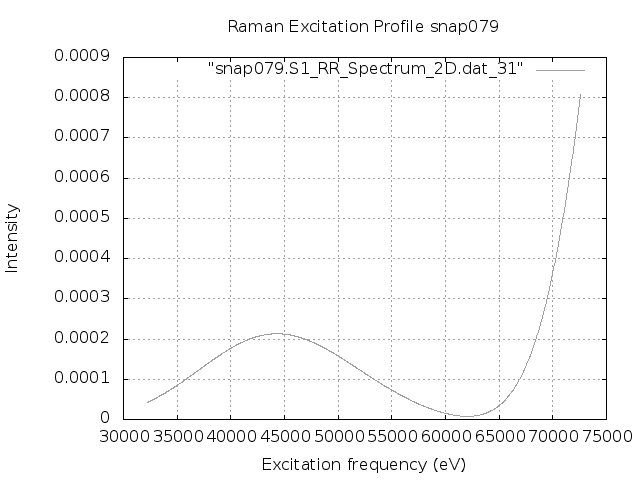 Raman Excitation Profile snap079
"snap079.S1_RR_Spectrum_2D.dat_31"
0.0009
0.0008
0.0007
0.0006
0.0005
0.0004
0.0003
0.0002
0.0001
0
Intensity
30000 35000 40000 45000 50000 55000 60000 65000 70000 75000
Excitation frequency (eV)